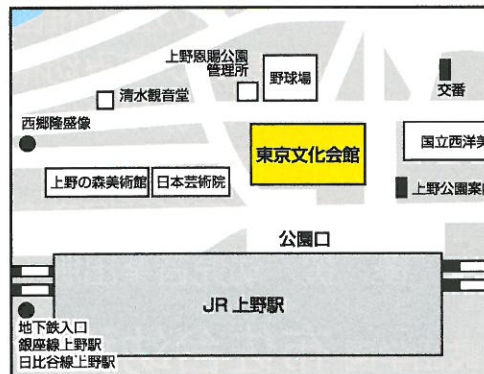 上野恩賜公園
管理所
野球場
交番
清水観音堂
西郷隆盛像
東京文化会館
国立西洋美
上野の森美術館
日本芸術院
上野公園案内
公園口
JR 上野駅
地下鉄入口
銀座線上野駅
日比谷線上野駅